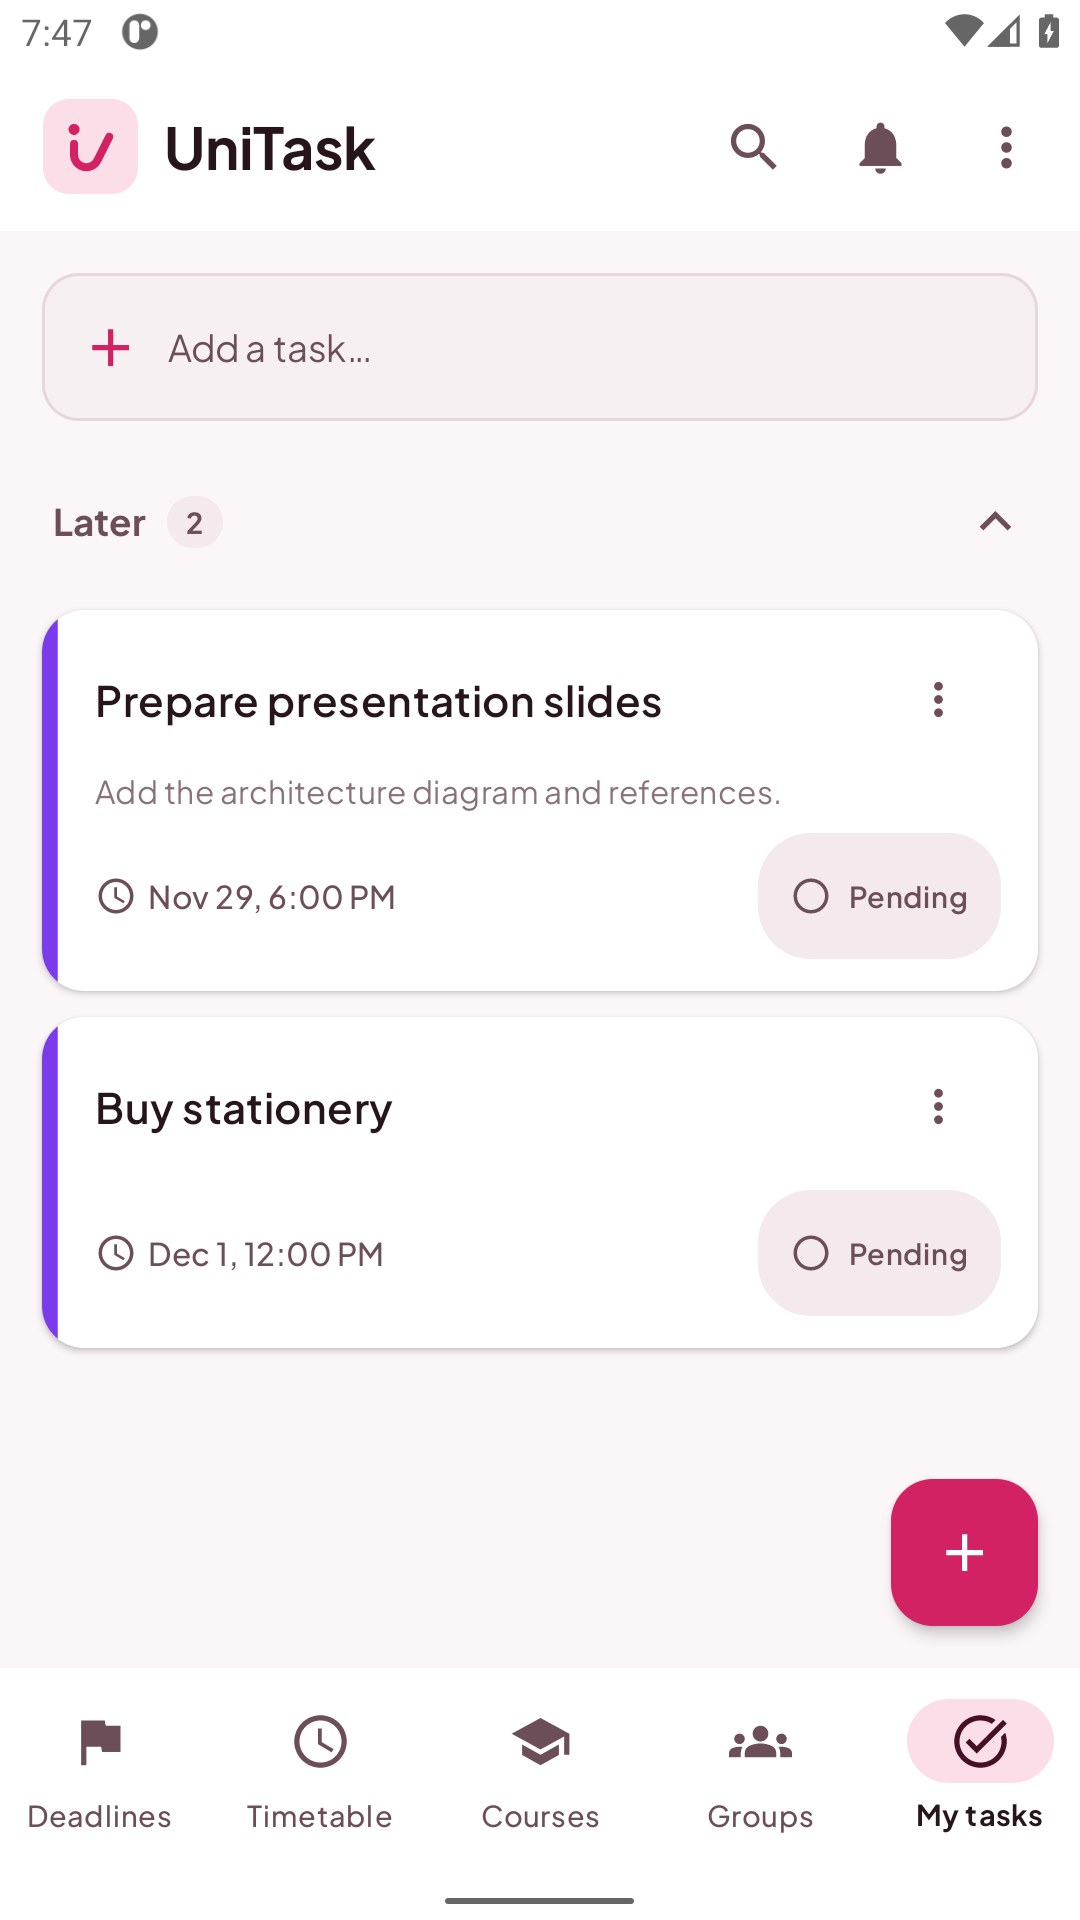 7:47
UniTask
Add a task...
Later 2
Prepare presentation slides
Add the architecture diagram and references.
Nov 29, 6:00 PM
Pending
Buy stationery
Dec 1, 12:00 PM
Pending
Deadlines
Timetable
Courses
Groups
My tasks